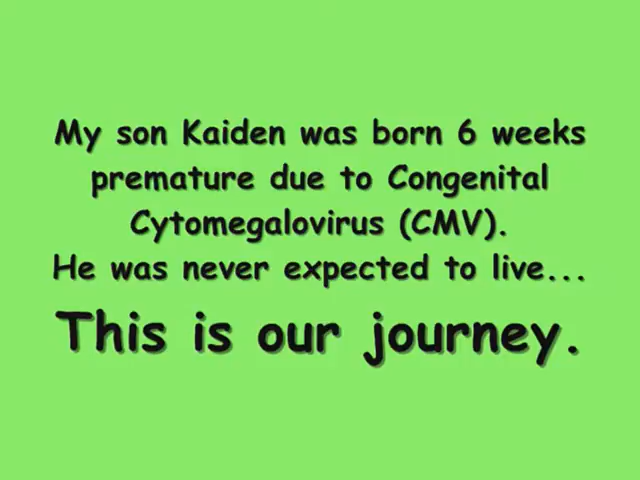 My son Kaiden was born 6 weeks
premature due to Congenital
Cytomegalovirus (CMV).
He was never expected to live...
This is our journey.